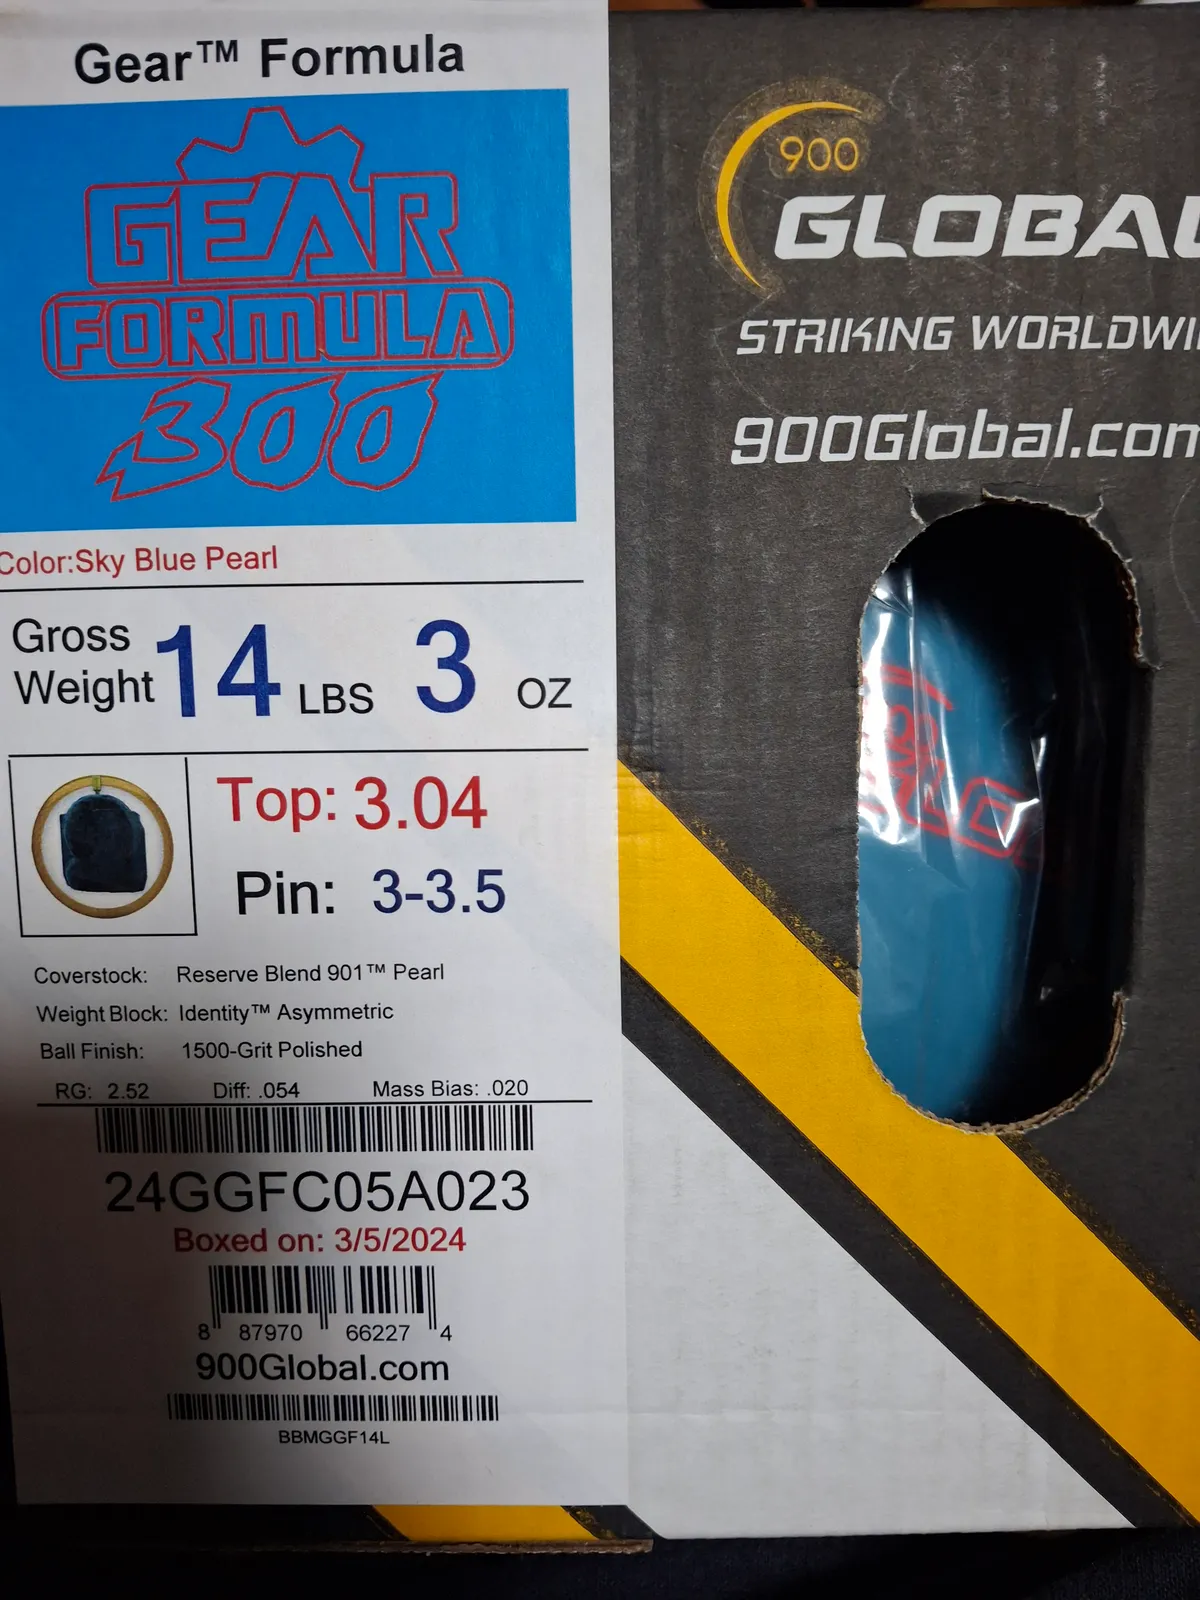 Gear™ Formula
GEAR
FORMULA
300
Color:Sky Blue Pearl
Gross
Weight 14 LBS 3 OZ
Top: 3.04
Pin: 3-3.5
Coverstock: Reserve Blend 901™ Pearl
Weight Block: Identity™ Asymmetric
Ball Finish: 1500-Grit Polished
RG: 2.52 Diff: .054 Mass Bias: .020
24GGFC05A023
Boxed on: 3/5/2024
8 87970 66227 4
900Global.com
BBMGGF14L
900
GLOBAL
STRIKING WORLDWI
900Global.com